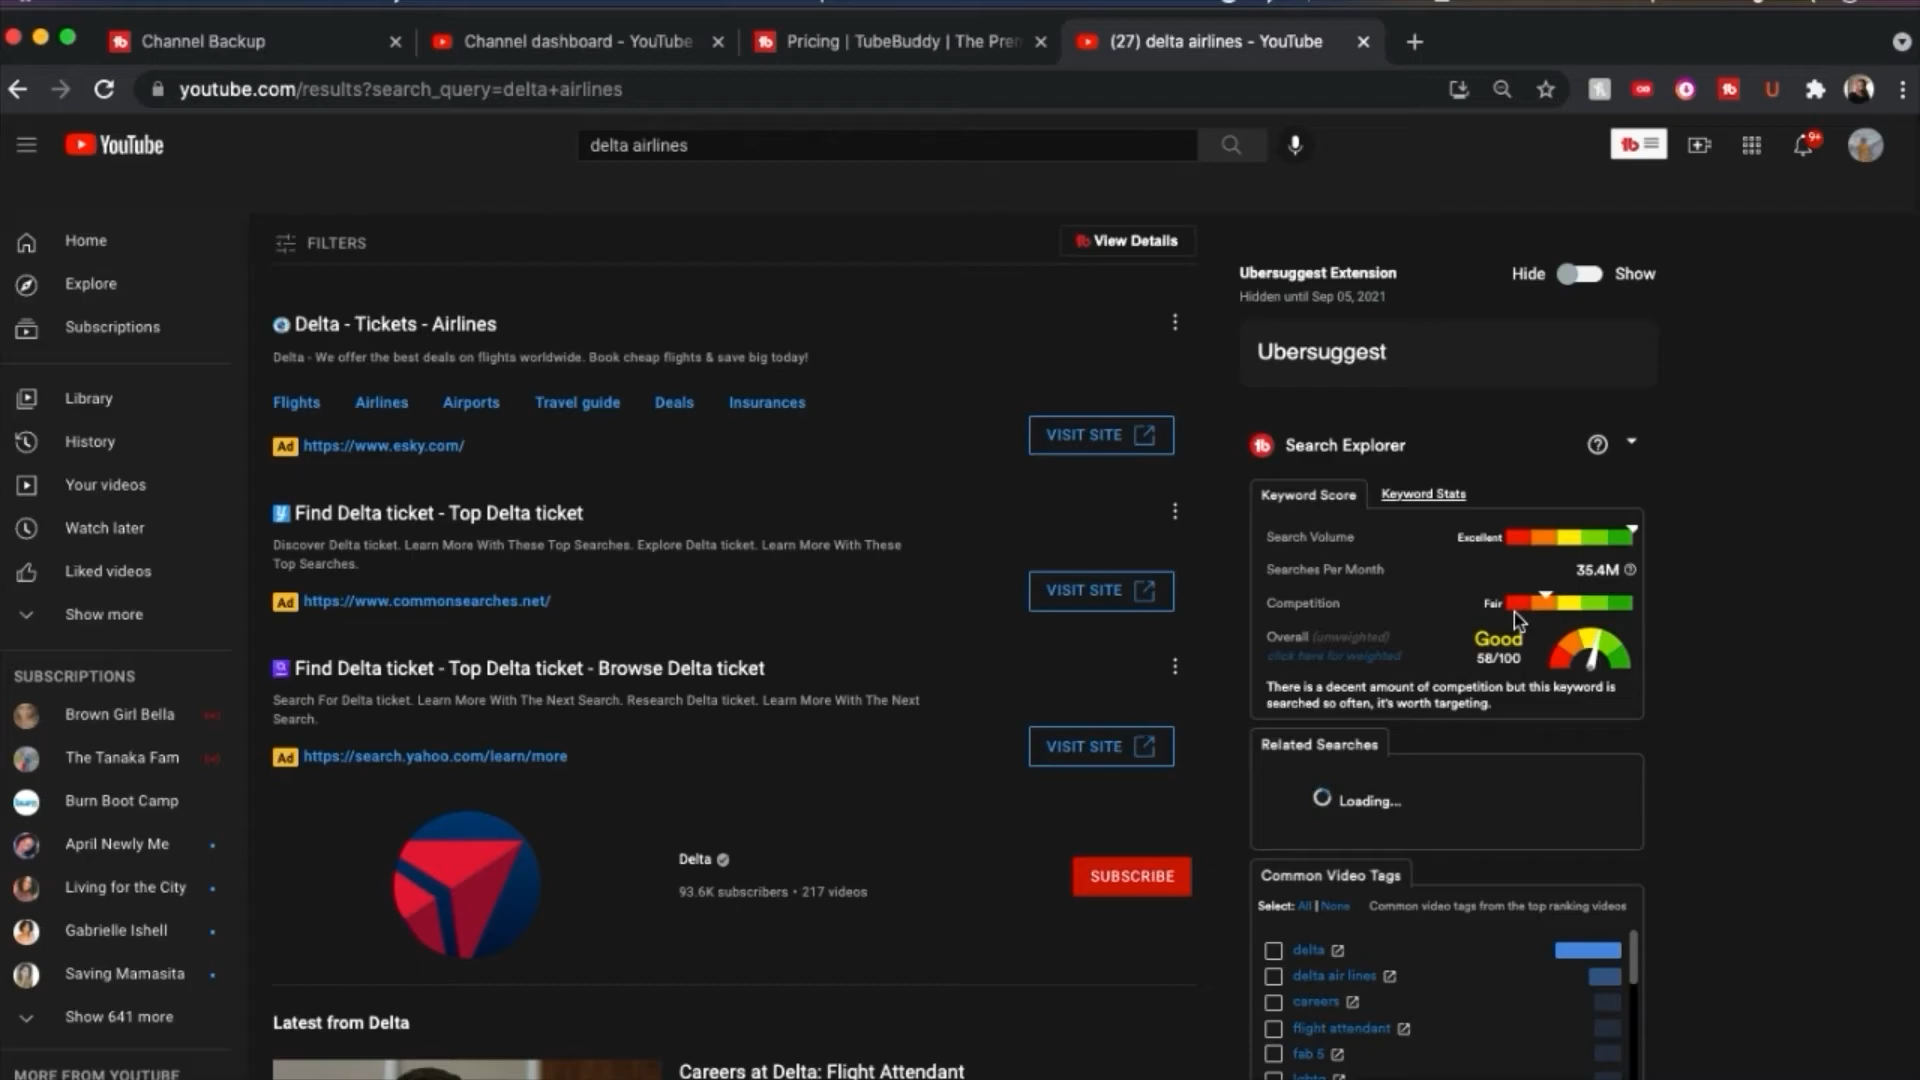 Channel Backup
Channel dashboard - YouTube
Pricing | TubeBuddy | The Pren
(27) delta airlines - YouTube
youtube.com/results?search_query=delta+airlines
YouTube
delta airlines
9+
Home
Explore
Subscriptions
Library
History
Your videos
Watch later
Liked videos
Show more
SUBSCRIPTIONS
Brown Girl Bella
The Tanaka Fam
Burn Boot Camp
April Newly Me
Living for the City
Gabrielle Ishell
Saving Mamasita
Show 641 more
MORE FROM YOUTUBE
FILTERS
View Details
Delta - Tickets - Airlines
Delta - We offer the best deals on flights worldwide. Book cheap flights & save big today!
Flights Airlines Airports Travel guide Deals Insurances
Ad https://www.esky.com/
VISIT SITE
Find Delta ticket - Top Delta ticket
Discover Delta ticket. Learn More With These Top Searches. Explore Delta ticket. Learn More With These
Top Searches.
Ad https://www.commonsearches.net/
VISIT SITE
Find Delta ticket - Top Delta ticket - Browse Delta ticket
Search For Delta ticket. Learn More With The Next Search. Research Delta ticket. Learn More With The Next
Search.
Ad https://search.yahoo.com/learn/more
VISIT SITE
Delta
93.6K subscribers • 217 videos
SUBSCRIBE
Latest from Delta
Careers at Delta: Flight Attendant
Ubersuggest Extension
Hidden until Sep 05, 2021
Hide Show
Ubersuggest
Search Explorer
Keyword Score Keyword Stats
Search Volume Excellent
Searches Per Month 35.4M
Competition Fair
Overall (unweighted) Good
click here for weighted 58/100
There is a decent amount of competition but this keyword is
searched so often, it's worth targeting.
Related Searches
Loading...
Common Video Tags
Select: All | None Common video tags from the top ranking videos
delta
delta air lines
careers
flight attendant
fab 5